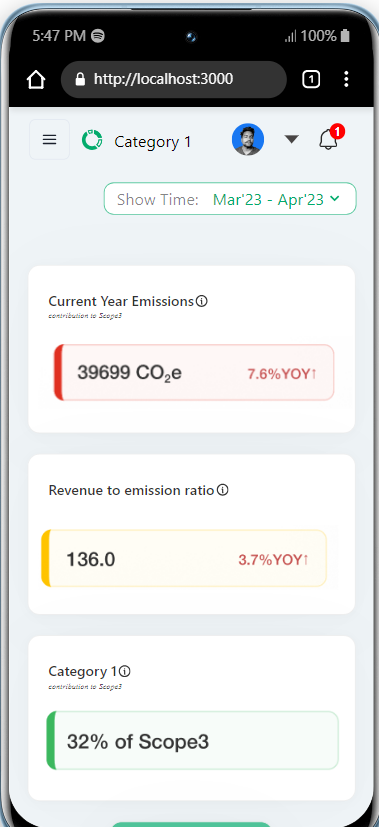 5:47 PM 100%
http://localhost:3000 1
Category 1 1
Show Time: Mar'23 - Apr'23
Current Year Emissions
contribution to Scope3
39699 CO₂e 7.6%YOY↑
Revenue to emission ratio
136.0 3.7%YOY↑
Category 1
contribution to Scope3
32% of Scope3